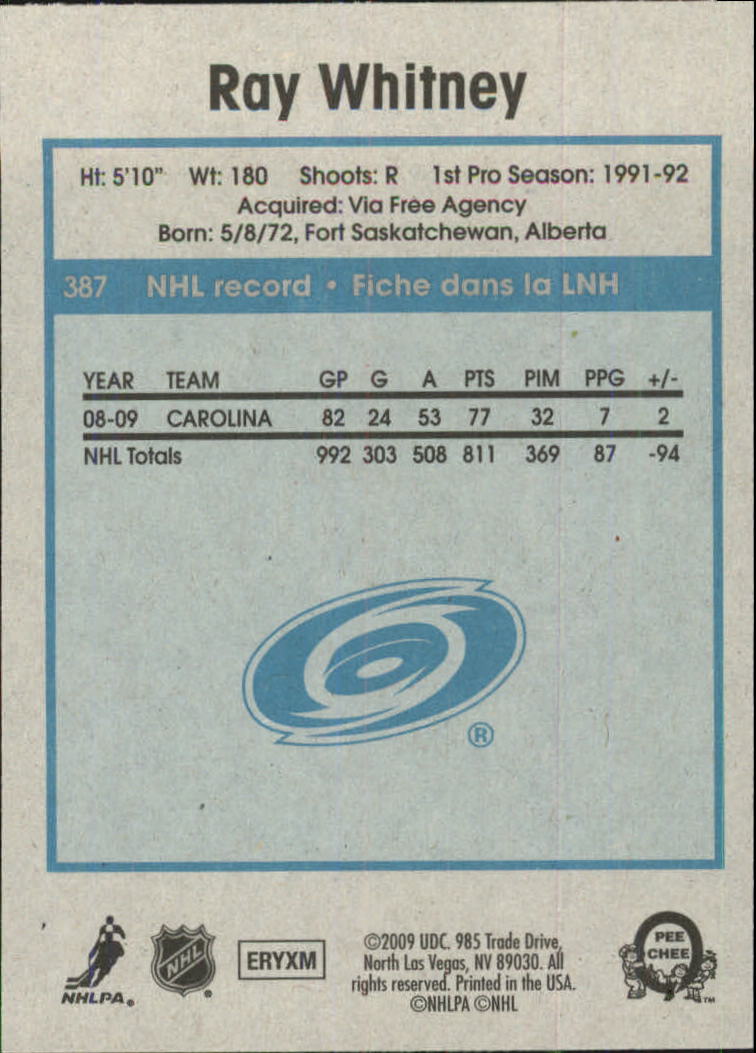 Ray Whitney
Ht: 5'10" Wt: 180 Shoots: R 1st Pro Season: 1991-92
Acquired: Via Free Agency
Born: 5/8/72, Fort Saskatchewan, Alberta
387 NHL record • Fiche dans la LNH
YEAR TEAM GP G A PTS PIM PPG +/-
08-09 CAROLINA 82 24 53 77 32 7 2
NHL Totals 992 303 508 811 369 87 -94
®
NHLPA®
NHL®
ERYXM
©2009 UDC. 985 Trade Drive,
North Las Vegas, NV 89030. All
rights reserved. Printed in the USA.
©NHLPA ©NHL
O
PEE
CHEE
™